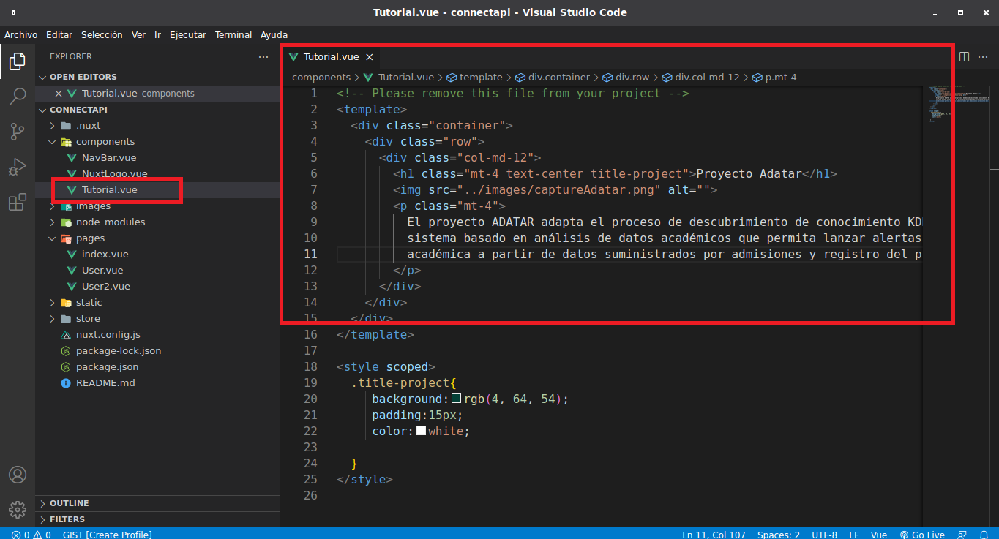 Tutorial.vue - connectapi - Visual Studio Code
Archivo Editar Selección Ver Ir Ejecutar Terminal Ayuda
EXPLORER
OPEN EDITORS
Tutorial.vue components
CONNECTAPI
.nuxt
components
NavBar.vue
NuxtLogo.vue
Tutorial.vue
images
node_modules
pages
index.vue
User.vue
User2.vue
static
store
nuxt.config.js
package-lock.json
package.json
README.md
OUTLINE
FILTERS
Tutorial.vue
components > Tutorial.vue > template > div.container > div.row > div.col-md-12 > p.mt-4
1 <!-- Please remove this file from your project -->
2 <template>
3 <div class="container">
4 <div class="row">
5 <div class="col-md-12">
6 <h1 class="mt-4 text-center title-project">Proyecto Adatar</h1>
7 <img src="../images/captureAdatar.png" alt="">
8 <p class="mt-4">
9 El proyecto ADATAR adapta el proceso de descubrimiento de conocimiento KD
10 sistema basado en análisis de datos académicos que permita lanzar alertas
11 académica a partir de datos suministrados por admisiones y registro del p
12 </p>
13 </div>
14 </div>
15 </div>
16 </template>
17
18 <style scoped>
19 .title-project{
20 background:rgb(4, 64, 54);
21 padding:15px;
22 color:white;
23
24 }
25 </style>
26
0 0 GIST [Create Profile] Ln 11, Col 107 Spaces: 2 UTF-8 LF Vue Go Live